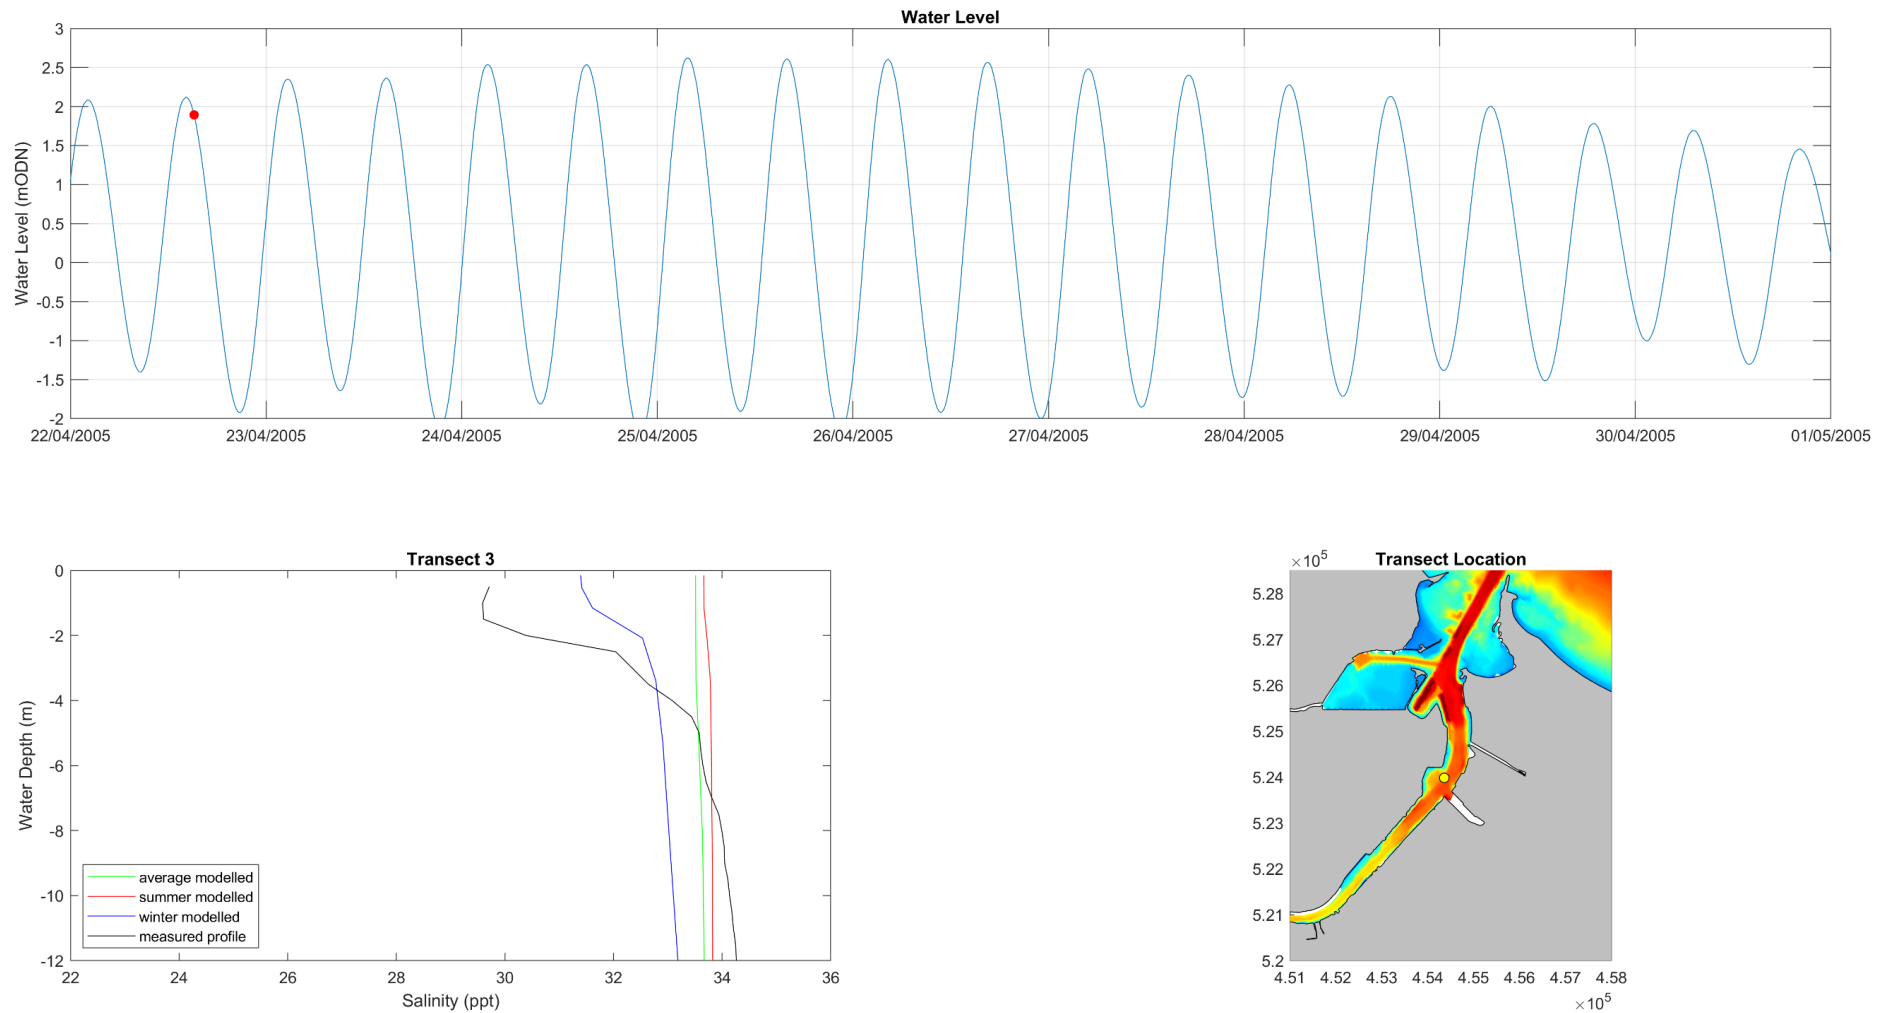 Water Level
3
2.5
2
1.5
1
0.5
0
-0.5
-1
-1.5
-2
Water Level (mODN)
22/04/2005 23/04/2005 24/04/2005 25/04/2005 26/04/2005 27/04/2005 28/04/2005 29/04/2005 30/04/2005 01/05/2005
Transect 3
0
-2
-4
-6
-8
-10
-12
Water Depth (m)
average modelled
summer modelled
winter modelled
measured profile
22 24 26 28 30 32 34 36
Salinity (ppt)
×10⁵
Transect Location
5.28
5.27
5.26
5.25
5.24
5.23
5.22
5.21
5.2
4.51 4.52 4.53 4.54 4.55 4.56 4.57 4.58
×10⁵